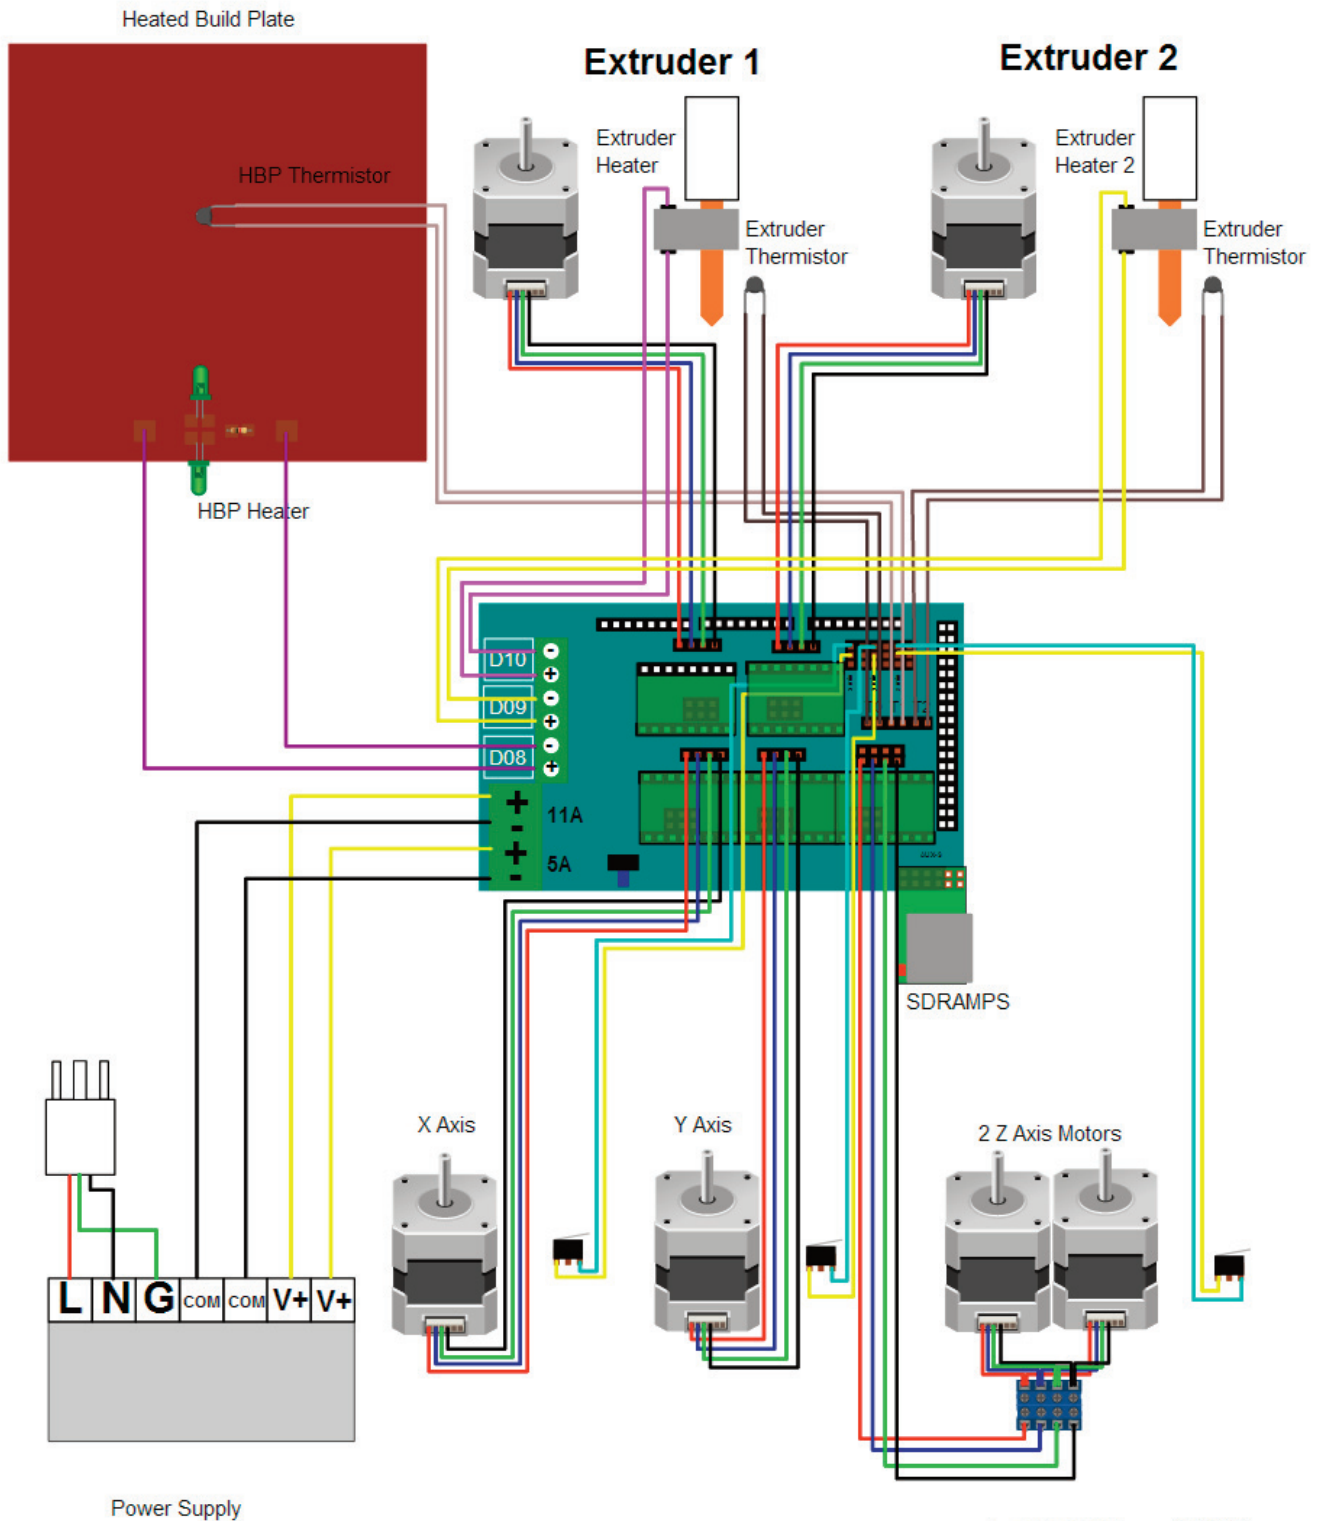 Heated Build Plate
Extruder 1
Extruder 2
Extruder
Heater
Extruder
Heater 2
HBP Thermistor
Extruder
Thermistor
Extruder
Thermistor
HBP Heater
D10
-
+
D09
-
+
D08
-
+
+
11A
-
+
5A
-
SDRAMPS
X Axis
Y Axis
2 Z Axis Motors
L N G COM COM V+ V+
Power Supply